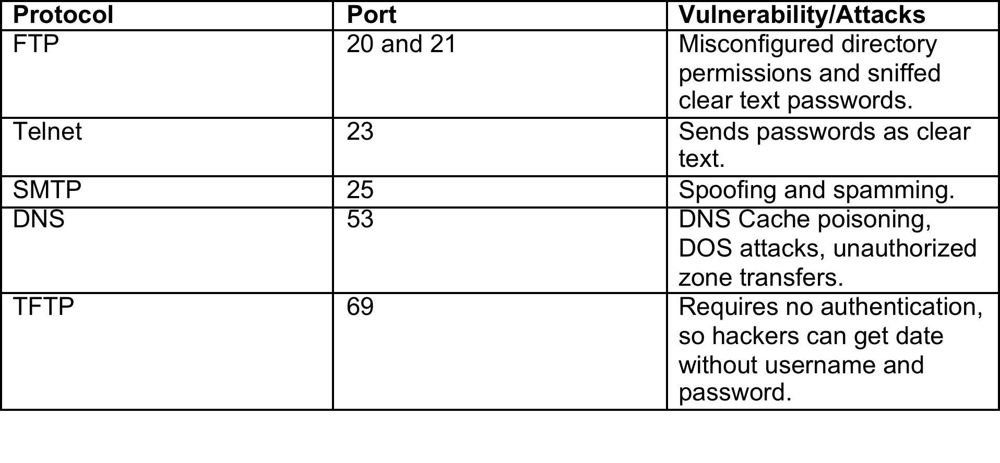 Protocol Port Vulnerability/Attacks
FTP 20 and 21 Misconfigured directory
permissions and sniffed
clear text passwords.
Telnet 23 Sends passwords as clear
text.
SMTP 25 Spoofing and spamming.
DNS 53 DNS Cache poisoning,
DOS attacks, unauthorized
zone transfers.
TFTP 69 Requires no authentication,
so hackers can get date
without username and
password.